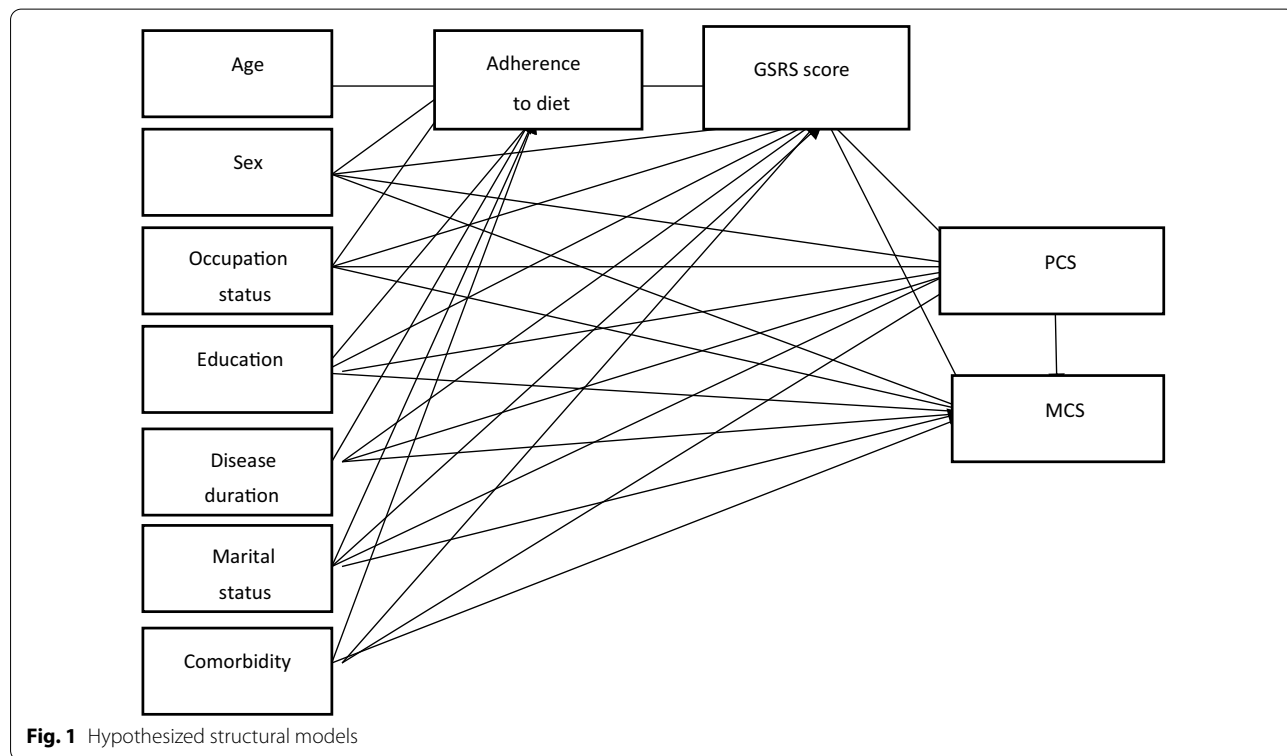 Age
Adherence
to diet
GSRS score
Sex
Occupation
status
PCS
Education
MCS
Disease
duration
Marital
status
Comorbidity
Fig. 1 Hypothesized structural models